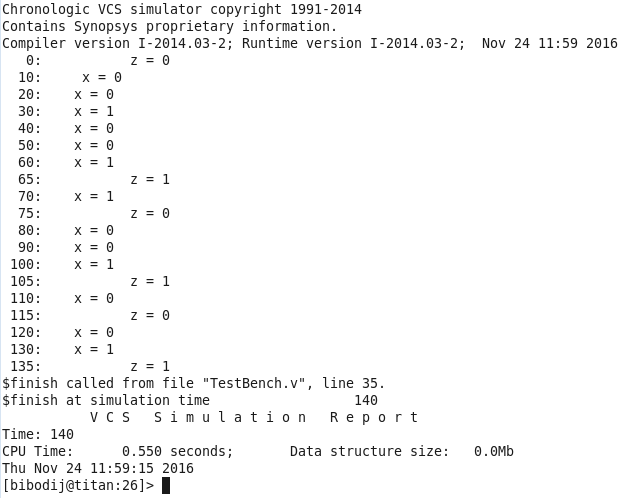 Chronologic VCS simulator copyright 1991-2014
Contains Synopsys proprietary information.
Compiler version I-2014.03-2; Runtime version I-2014.03-2;  Nov 24 11:59 2016
   0:           z = 0
  10:     x = 0
  20:    x = 0
  30:    x = 1
  40:    x = 0
  50:    x = 0
  60:    x = 1
  65:           z = 1
  70:    x = 1
  75:           z = 0
  80:    x = 0
  90:    x = 0
 100:    x = 1
 105:           z = 1
 110:    x = 0
 115:           z = 0
 120:    x = 0
 130:    x = 1
 135:           z = 1
$finish called from file "TestBench.v", line 35.
$finish at simulation time                  140
           V C S   S i m u l a t i o n   R e p o r t
Time: 140
CPU Time:      0.550 seconds;       Data structure size:   0.0Mb
Thu Nov 24 11:59:15 2016
[bibodij@titan:26]>